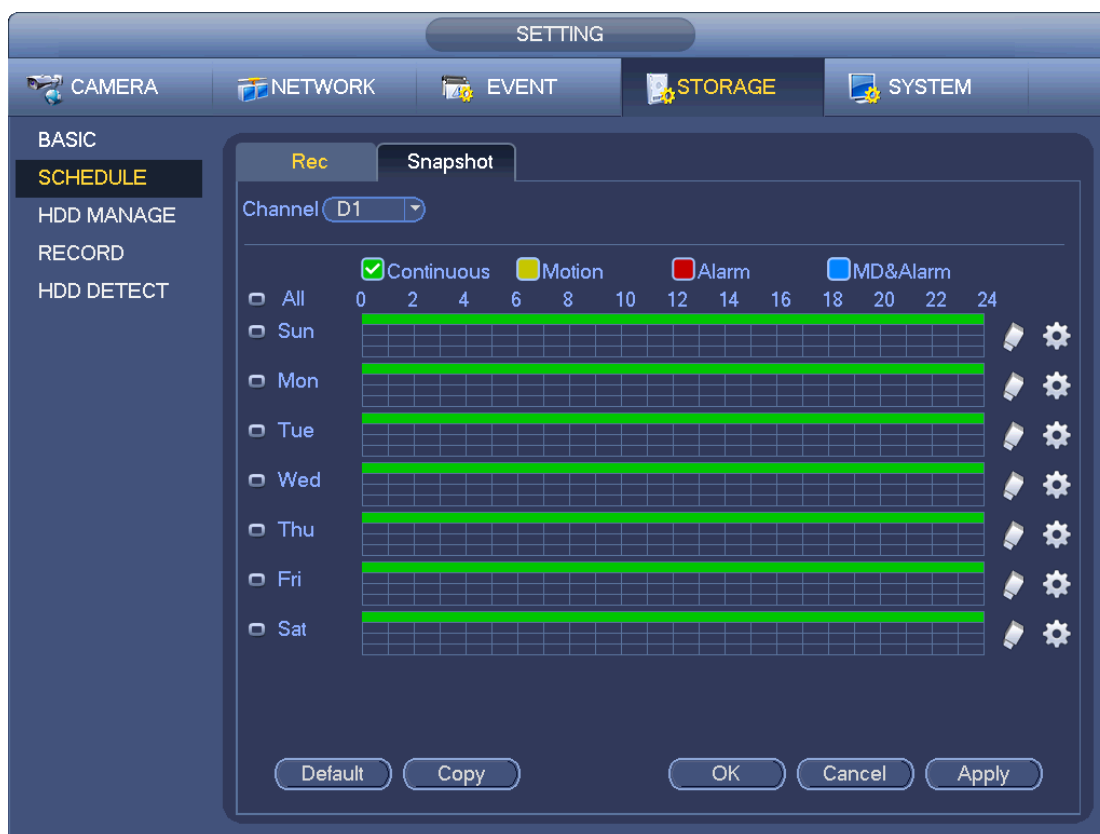 SETTING
CAMERA NETWORK EVENT STORAGE SYSTEM
BASIC
SCHEDULE
HDD MANAGE
RECORD
HDD DETECT
Rec Snapshot
Channel D1
Continuous Motion Alarm MD&Alarm
All 0 2 4 6 8 10 12 14 16 18 20 22 24
Sun
Mon
Tue
Wed
Thu
Fri
Sat
Default Copy OK Cancel Apply